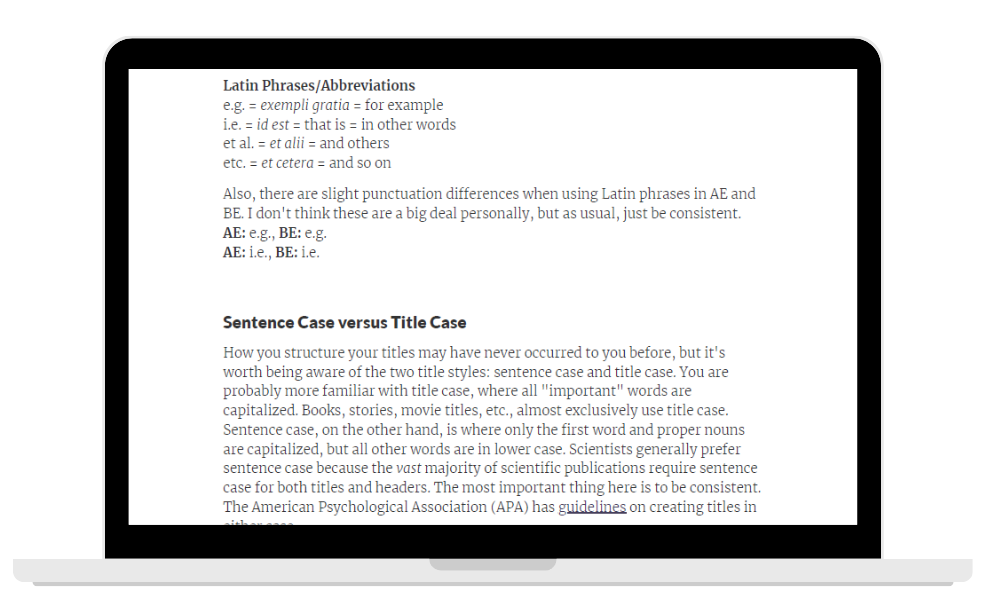 Latin Phrases/Abbreviations
e.g. = exempli gratia = for example
i.e. = id est = that is = in other words
et al. = et alii = and others
etc. = et cetera = and so on
Also, there are slight punctuation differences when using Latin phrases in AE and
BE. I don't think these are a big deal personally, but as usual, just be consistent.
AE: e.g., BE: e.g.
AE: i.e., BE: i.e.
Sentence Case versus Title Case
How you structure your titles may have never occurred to you before, but it's
worth being aware of the two title styles: sentence case and title case. You are
probably more familiar with title case, where all "important" words are
capitalized. Books, stories, movie titles, etc., almost exclusively use title case.
Sentence case, on the other hand, is where only the first word and proper nouns
are capitalized, but all other words are in lower case. Scientists generally prefer
sentence case because the vast majority of scientific publications require sentence
case for both titles and headers. The most important thing here is to be consistent.
The American Psychological Association (APA) has guidelines on creating titles in